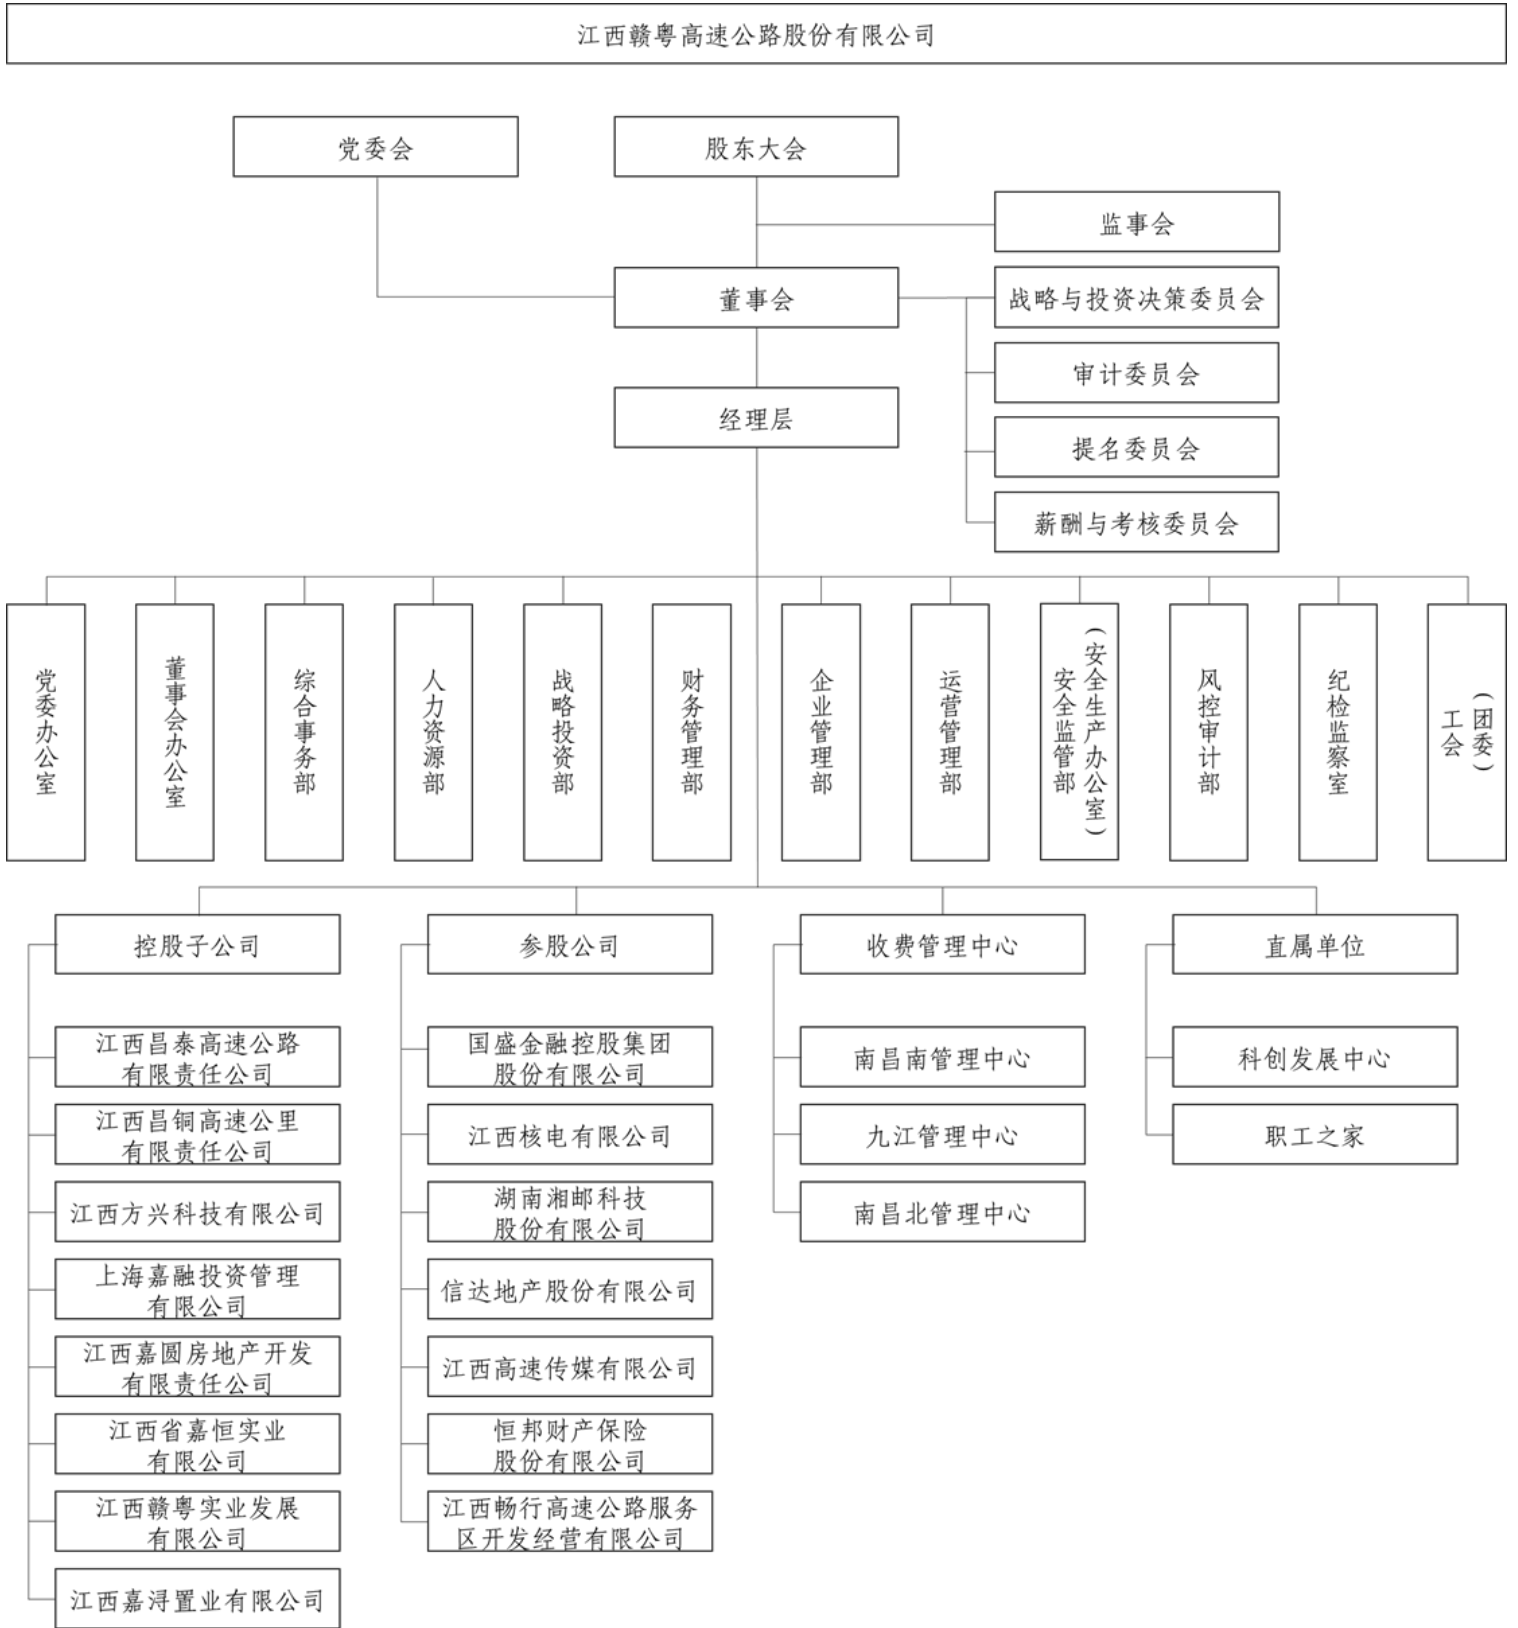 江西赣粤高速公路股份有限公司
党委会
股东大会
监事会
董事会
战略与投资决策委员会
审计委员会
经理层
提名委员会
薪酬与考核委员会
党委办公室
董事会办公室
综合事务部
人力资源部
战略投资部
财务管理部
企业管理部
运营管理部
安全监管部
(安全生产办公室)
风控审计部
纪检监察室
工会
(团委)
控股子公司
江西昌泰高速公路
有限责任公司
江西昌铜高速公里
有限责任公司
江西方兴科技有限公司
上海嘉融投资管理
有限公司
江西嘉圆房地产开发
有限责任公司
江西省嘉恒实业
有限公司
江西赣粤实业发展
有限公司
江西嘉浔置业有限公司
参股公司
国盛金融控股集团
股份有限公司
江西核电有限公司
湖南湘邮科技
股份有限公司
信达地产股份有限公司
江西高速传媒有限公司
恒邦财产保险
股份有限公司
江西畅行高速公路服务
区开发经营有限公司
收费管理中心
南昌南管理中心
九江管理中心
南昌北管理中心
直属单位
科创发展中心
职工之家